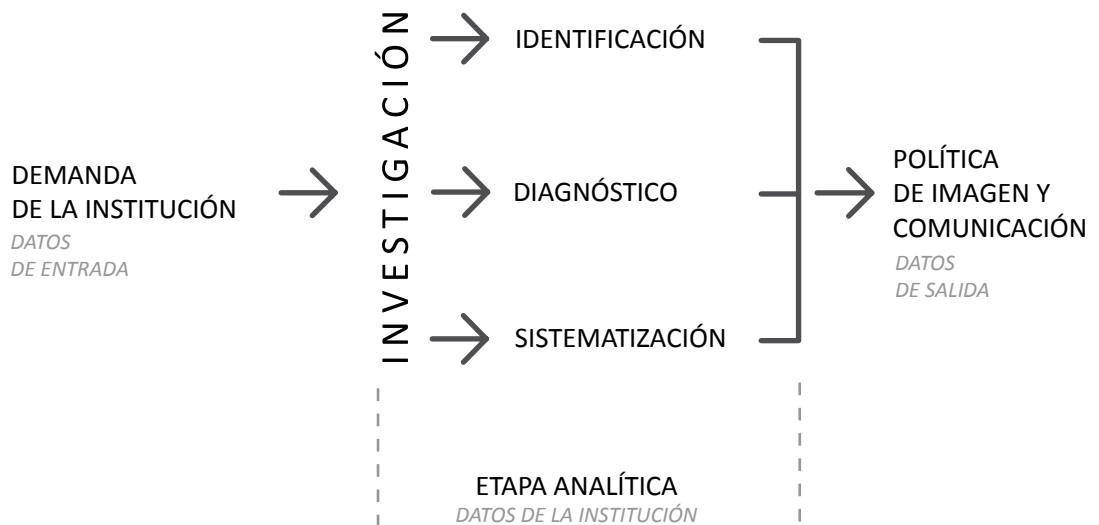 DEMANDA
DE LA INSTITUCIÓN
DATOS
DE ENTRADA
INVESTIGACIÓN
IDENTIFICACIÓN
DIAGNÓSTICO
SISTEMATIZACIÓN
POLÍTICA
DE IMAGEN Y
COMUNICACIÓN
DATOS
DE SALIDA
ETAPA ANALÍTICA
DATOS DE LA INSTITUCIÓN